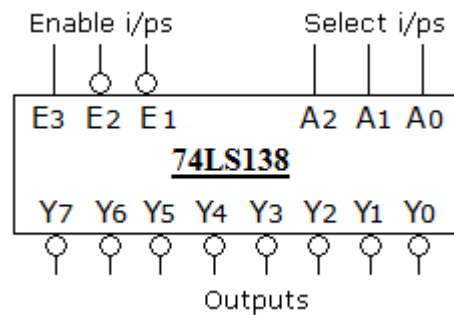 Enable i/ps Select i/ps
E3 E2 E1 A2 A1 A0
74LS138
Y7 Y6 Y5 Y4 Y3 Y2 Y1 Y0
Outputs